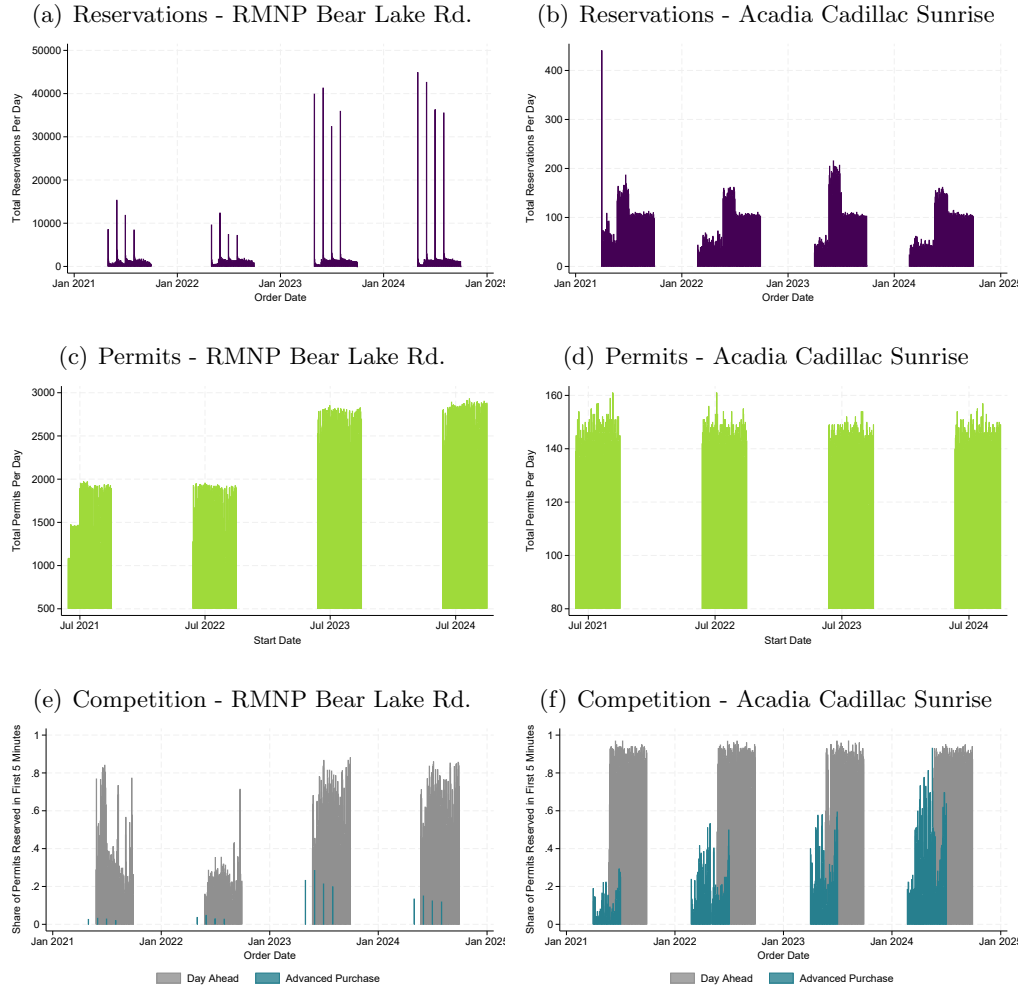 (a) Reservations - RMNP Bear Lake Rd.
Total Reservations Per Day
50000
40000
30000
20000
10000
0
Jan 2021
Jan 2022
Jan 2023
Jan 2024
Jan 2025
Order Date
(b) Reservations - Acadia Cadillac Sunrise
Total Reservations Per Day
400
300
200
100
0
Jan 2021
Jan 2022
Jan 2023
Jan 2024
Jan 2025
Order Date
(c) Permits - RMNP Bear Lake Rd.
Total Permits Per Day
3000
2500
2000
1500
1000
500
Jul 2021
Jul 2022
Jul 2023
Jul 2024
Start Date
(d) Permits - Acadia Cadillac Sunrise
Total Permits Per Day
160
140
120
100
80
Jul 2021
Jul 2022
Jul 2023
Jul 2024
Start Date
(e) Competition - RMNP Bear Lake Rd.
Share of Permits Reserved in First 5 Minutes
1
.8
.6
.4
.2
0
Jan 2021
Jan 2022
Jan 2023
Jan 2024
Jan 2025
Order Date
Day Ahead
Advanced Purchase
(f) Competition - Acadia Cadillac Sunrise
Share of Permits Reserved in First 5 Minutes
1
.8
.6
.4
.2
0
Jan 2021
Jan 2022
Jan 2023
Jan 2024
Jan 2025
Order Date
Day Ahead
Advanced Purchase